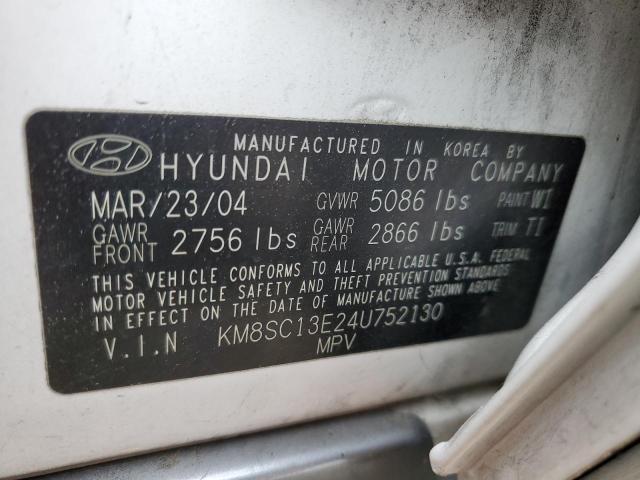 MANUFACTURED IN KOREA BY
HYUNDAI MOTOR COMPANY
MAR/23/04 GVWR 5086 lbs PAINT WI
GAWR FRONT 2756 lbs GAWR REAR 2866 lbs TRIM TI
THIS VEHICLE CONFORMS TO ALL APPLICABLE U.S.A. FEDERAL
MOTOR VEHICLE SAFETY AND THEFT PREVENTION STANDARDS
IN EFFECT ON THE DATE OF MANUFACTURE SHOWN ABOVE.
V.I.N KM8SC13E24U752130
MPV